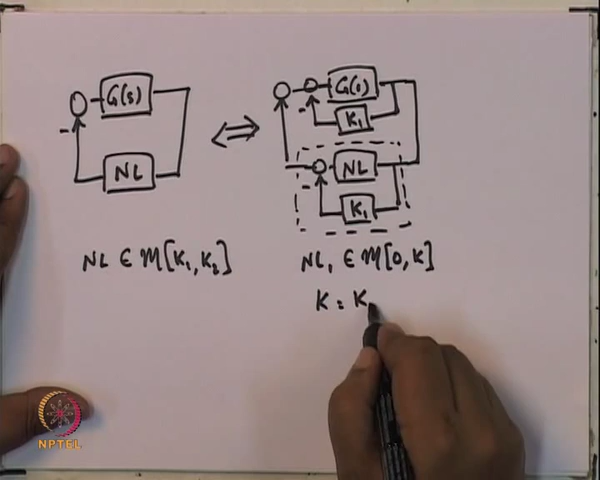 G(s)
G(s)
-
-
K₁
NL
NL
K₁
NL ∈ M[K₁, K₂]
NL₁ ∈ M[0, K]
K = K
NPTEL